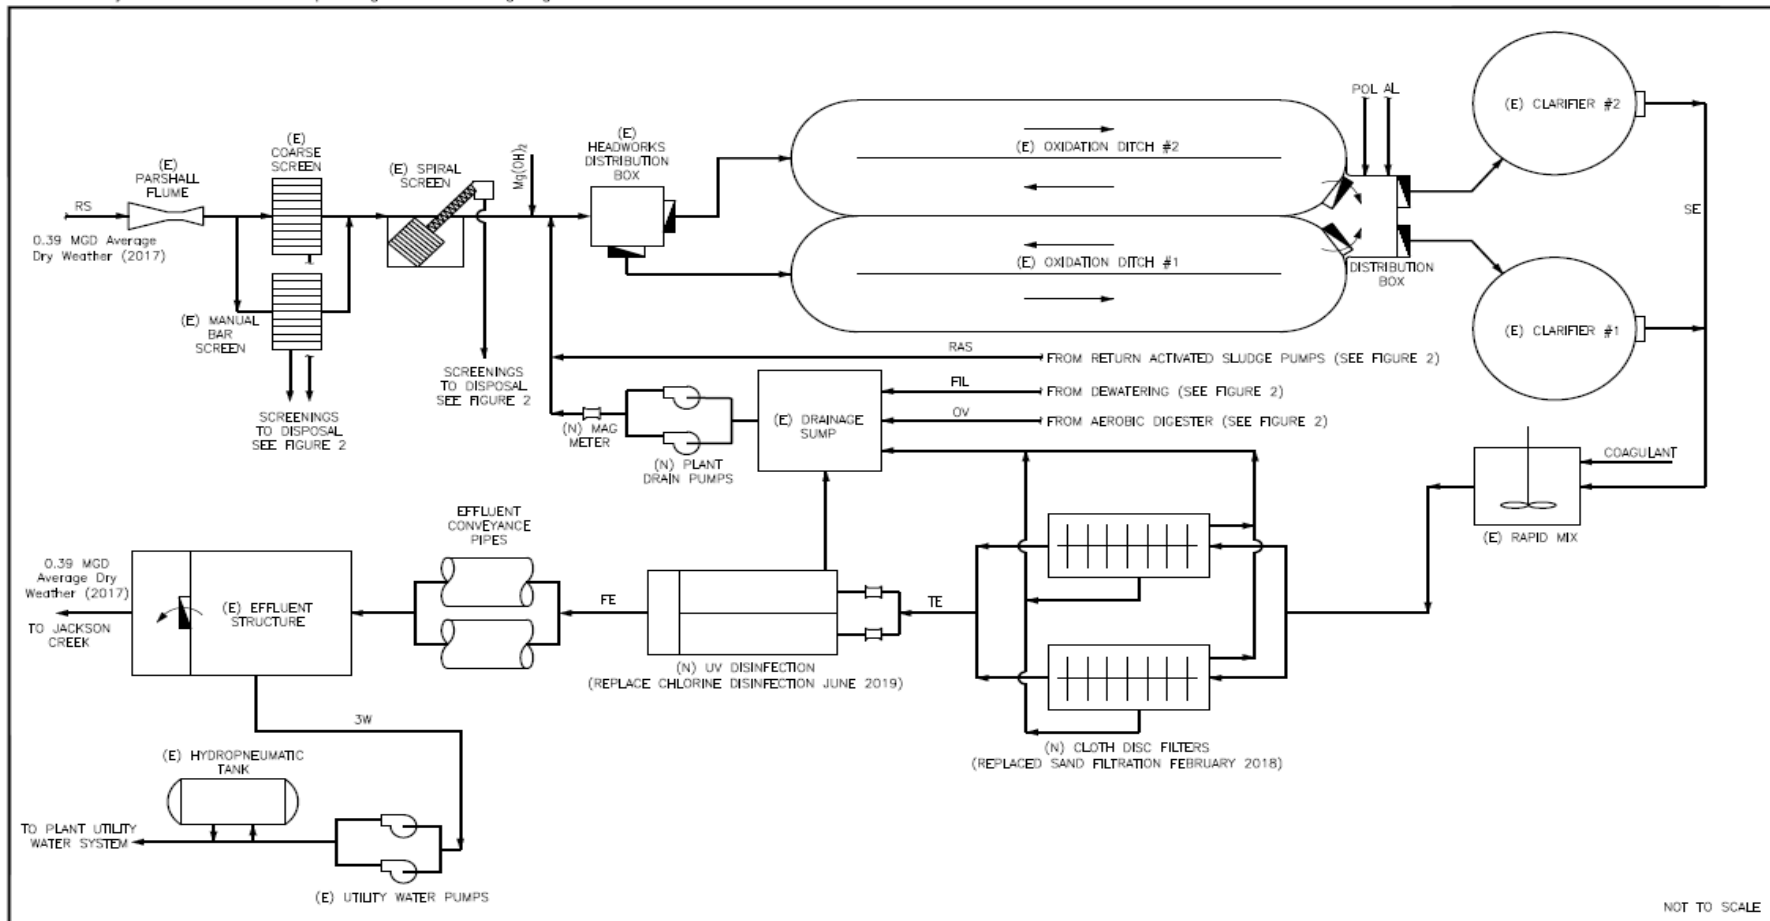 (E)
PARSHALL
FLUME
RS
0.39 MGD Average
Dry Weather (2017)
(E)
COARSE
SCREEN
(E) MANUAL
BAR
SCREEN
SCREENINGS
TO DISPOSAL
SEE FIGURE 2
(E) SPIRAL
SCREEN
SCREENINGS
TO DISPOSAL
SEE FIGURE 2
Mg(OH)2
(E)
HEADWORKS
DISTRIBUTION
BOX
(E) OXIDATION DITCH #2
(E) OXIDATION DITCH #1
POL AL
DISTRIBUTION
BOX
(E) CLARIFIER #2
(E) CLARIFIER #1
SE
RAS
FROM RETURN ACTIVATED SLUDGE PUMPS (SEE FIGURE 2)
FIL
FROM DEWATERING (SEE FIGURE 2)
OV
FROM AEROBIC DIGESTER (SEE FIGURE 2)
(E) DRAINAGE
SUMP
(N) MAG
METER
(N) PLANT
DRAIN PUMPS
COAGULANT
(E) RAPID MIX
(N) CLOTH DISC FILTERS
(REPLACED SAND FILTRATION FEBRUARY 2018)
TE
(N) UV DISINFECTION
(REPLACE CHLORINE DISINFECTION JUNE 2019)
FE
EFFLUENT
CONVEYANCE
PIPES
(E) EFFLUENT
STRUCTURE
0.39 MGD
Average Dry
Weather (2017)
TO JACKSON
CREEK
3W
(E) HYDROPNEUMATIC
TANK
TO PLANT UTILITY
WATER SYSTEM
(E) UTILITY WATER PUMPS
NOT TO SCALE